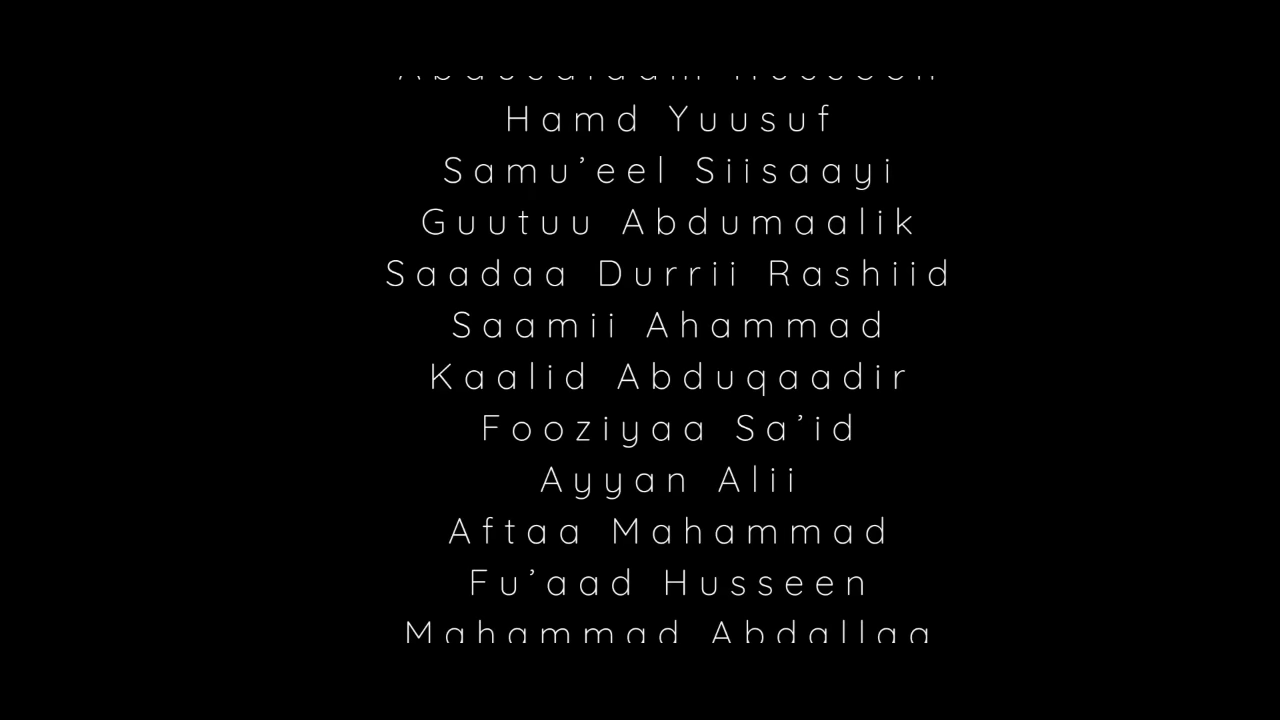 Hamd Yuusuf
Samu’eel Siisaayi
Guutuu Abdumaalik
Saadaa Durrii Rashiid
Saamii Ahammad
Kaalid Abduqaadir
Fooziyaa Sa’id
Ayyan Alii
Aftaa Mahammad
Fu’aad Husseen
Mahammad Abdallaa